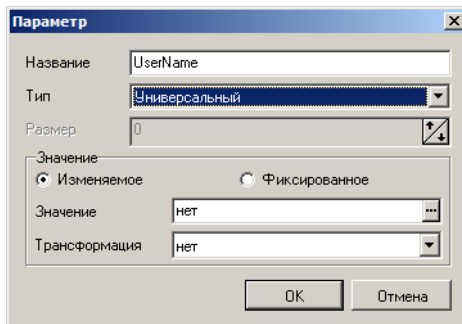 Параметр
Название UserName
Тип Универсальный
Размер 0
Значение
Изменяемое Фиксированное
Значение нет
Трансформация нет
OK Отмена